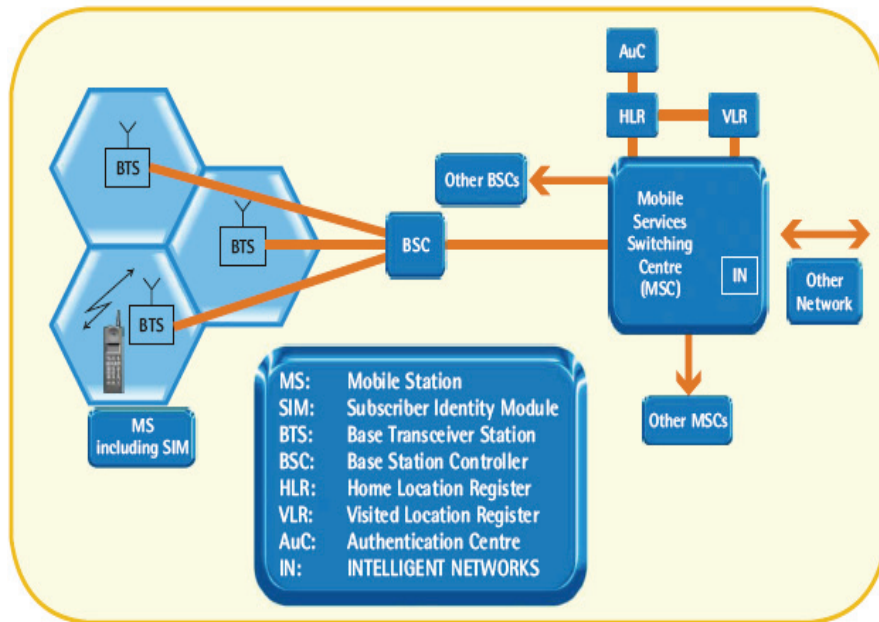 AuC
HLR
VLR
BTS
Other BSCs
BTS
BSC
Mobile
Services
Switching
Centre
(MSC)
IN
Other
Network
BTS
MS
including SIM
Other MSCs
MS: Mobile Station
SIM: Subscriber Identity Module
BTS: Base Transceiver Station
BSC: Base Station Controller
HLR: Home Location Register
VLR: Visited Location Register
AuC: Authentication Centre
IN: INTELLIGENT NETWORKS